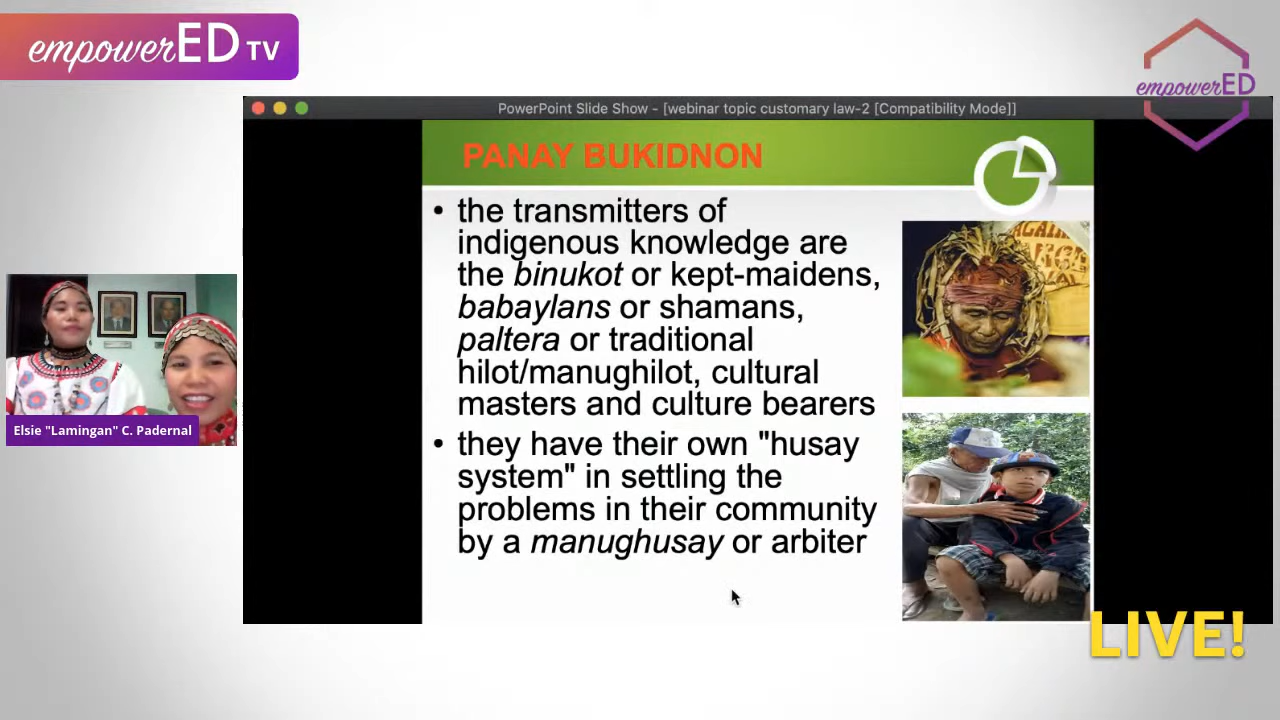 empowerED TV
empowerED
PowerPoint Slide Show - [webinar topic customary law-2 [Compatibility Mode]]
PANAY BUKIDNON
• the transmitters of
indigenous knowledge are
the binukot or kept-maidens,
babaylans or shamans,
paltera or traditional
hilot/manughilot, cultural
masters and culture bearers
• they have their own "husay
system" in settling the
problems in their community
by a manughusay or arbiter
Elsie "Lamingan" C. Padernal
LIVE!